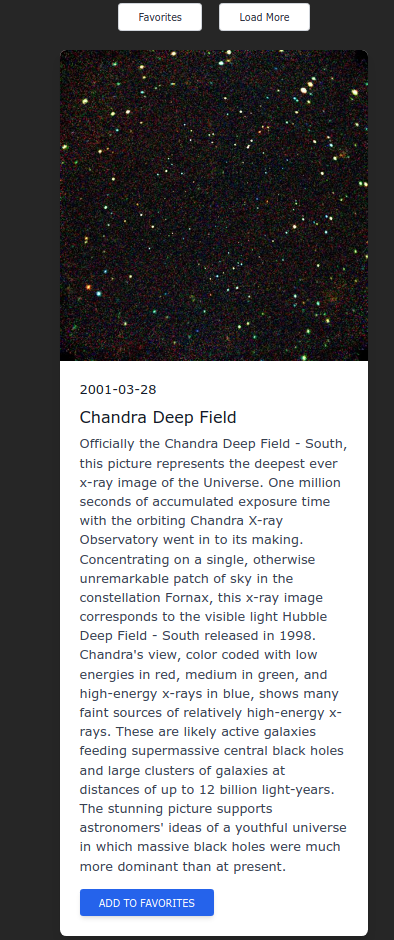 Favorites Load More
2001-03-28
Chandra Deep Field
Officially the Chandra Deep Field - South,
this picture represents the deepest ever
x-ray image of the Universe. One million
seconds of accumulated exposure time
with the orbiting Chandra X-ray
Observatory went in to its making.
Concentrating on a single, otherwise
unremarkable patch of sky in the
constellation Fornax, this x-ray image
corresponds to the visible light Hubble
Deep Field - South released in 1998.
Chandra's view, color coded with low
energies in red, medium in green, and
high-energy x-rays in blue, shows many
faint sources of relatively high-energy x-
rays. These are likely active galaxies
feeding supermassive central black holes
and large clusters of galaxies at
distances of up to 12 billion light-years.
The stunning picture supports
astronomers' ideas of a youthful universe
in which massive black holes were much
more dominant than at present.
ADD TO FAVORITES